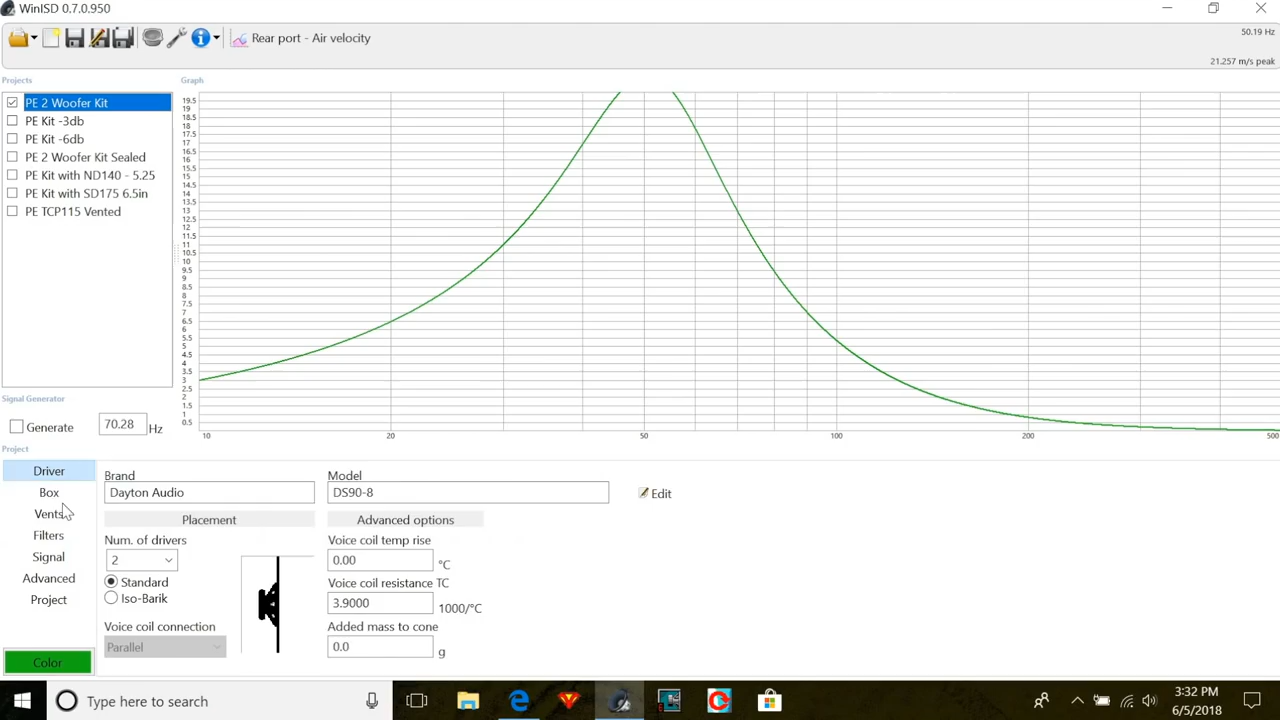 WinISD 0.7.0.950
Rear port - Air velocity
50.19 Hz
21.257 m/s peak
Projects
PE 2 Woofer Kit
PE Kit -3db
PE Kit -6db
PE 2 Woofer Kit Sealed
PE Kit with ND140 - 5.25
PE Kit with SD175 6.5in
PE TCP115 Vented
Graph
19.5
19
18.5
18
17.5
17
16.5
16
15.5
15
14.5
14
13.5
13
12.5
12
11.5
11
10.5
10
9.5
9
8.5
8
7.5
7
6.5
6
5.5
5
4.5
4
3.5
3
2.5
2
1.5
1
0.5
10 20 50 100 200 500
Signal Generator
Generate 70.28 Hz
Project
Driver
Box
Vents
Filters
Signal
Advanced
Project
Color
Brand
Dayton Audio
Model
DS90-8
Edit
Placement
Advanced options
Num. of drivers
2
Standard
Iso-Barik
Voice coil connection
Parallel
Voice coil temp rise
0.00 °C
Voice coil resistance TC
3.9000 1000/°C
Added mass to cone
0.0 g
Type here to search
3:32 PM
6/5/2018